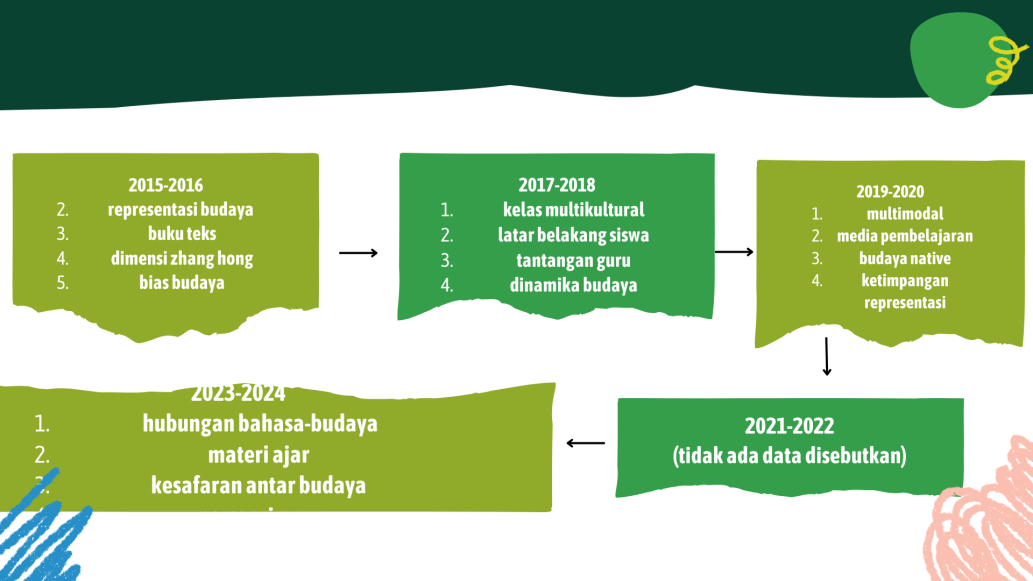 2015-2016
2. representasi budaya
3. buku teks
4. dimensi zhang hong
5. bias budaya
2017-2018
1. kelas multikultural
2. latar belakang siswa
3. tantangan guru
4. dinamika budaya
2019-2020
1. multimodal
2. media pembelajaran
3. budaya native
4. ketimpangan
representasi
2021-2022
(tidak ada data disebutkan)
2023-2024
1. hubungan bahasa-budaya
2. materi ajar
3. kesafaran antar budaya